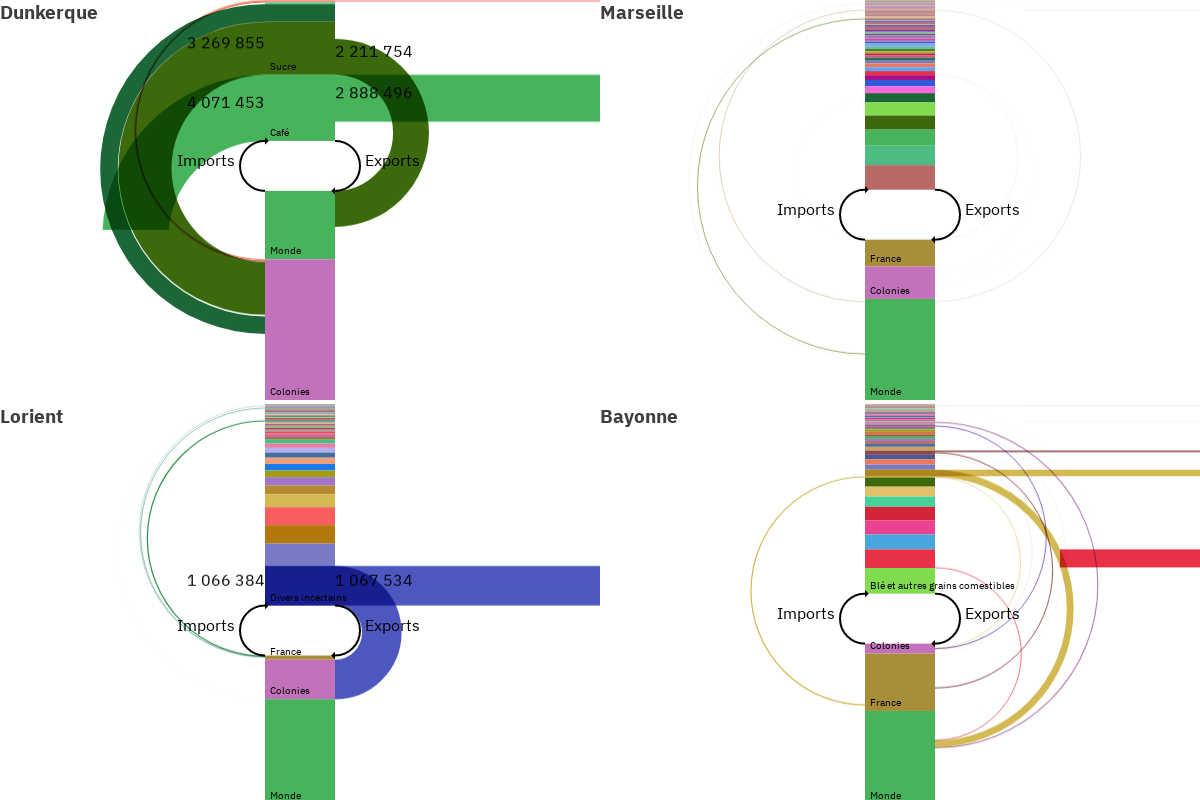 Dunkerque
3 269 855
2 211 754
Sucre
4 071 453
2 888 496
Café
Imports
Exports
Monde
Colonies
Marseille
Imports
Exports
France
Colonies
Monde
Lorient
1 066 384
1 067 534
Divers incertains
Imports
Exports
France
Colonies
Monde
Bayonne
Blé et autres grains comestibles
Imports
Exports
Colonies
France
Monde